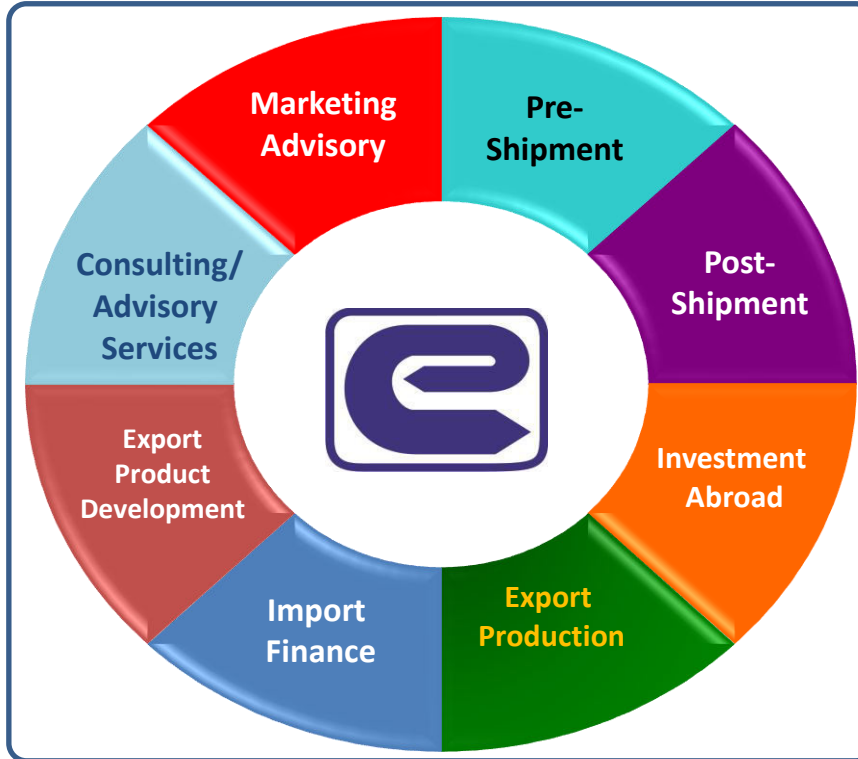 Marketing
Advisory
Pre-
Shipment
Post-
Shipment
Investment
Abroad
Export
Production
Import
Finance
Export
Product
Development
Consulting/
Advisory
Services